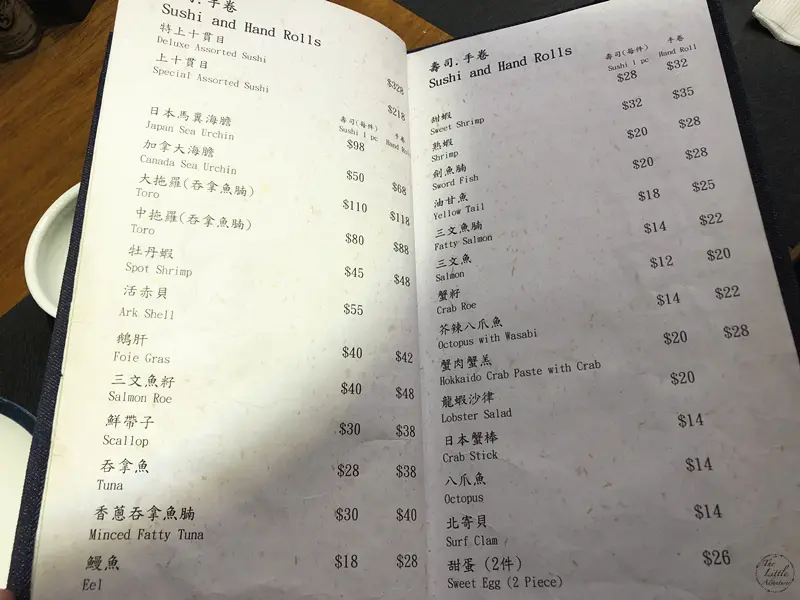 司.手卷
Sushi and Hand Rolls
特上十貫目
Deluxe Assorted Sushi
$328
上十貫目
Special Assorted Sushi
$218
壽司(每件) 手卷
Sushi 1 pc Hand Roll
日本馬翼海膽
Japan Sea Urchin
$98
加拿大海膽
Canada Sea Urchin
$50 $68
大拖羅(吞拿魚腩)
Toro
$110 $118
中拖羅(吞拿魚腩)
Toro
$80 $88
牡丹蝦
Spot Shrimp
$45 $48
活赤貝
Ark Shell
$55
鵝肝
Foie Gras
$40 $42
三文魚籽
Salmon Roe
$40 $48
鮮帶子
Scallop
$30 $38
吞拿魚
Tuna
$28 $38
香蔥吞拿魚腩
Minced Fatty Tuna
$30 $40
鰻魚
Eel
$18 $28
壽司.手卷
Sushi and Hand Rolls
壽司(每件) 手卷
Sushi 1 pc Hand Roll
甜蝦
Sweet Shrimp
$28 $32
熟蝦
Shrimp
$32 $35
劍魚腩
Sword Fish
$20 $28
油甘魚
Yellow Tail
$20 $28
三文魚腩
Fatty Salmon
$18 $25
三文魚
Salmon
$14 $22
蟹籽
Crab Roe
$12 $20
芥辣八爪魚
Octopus with Wasabi
$14 $22
蟹肉蟹羔
Hokkaido Crab Paste with Crab
$20 $28
龍蝦沙律
Lobster Salad
$20
日本蟹棒
Crab Stick
$14
八爪魚
Octopus
$14
北寄貝
Surf Clam
$14
甜蛋 (2件)
Sweet Egg (2 Piece)
$26
The Little Adventurer